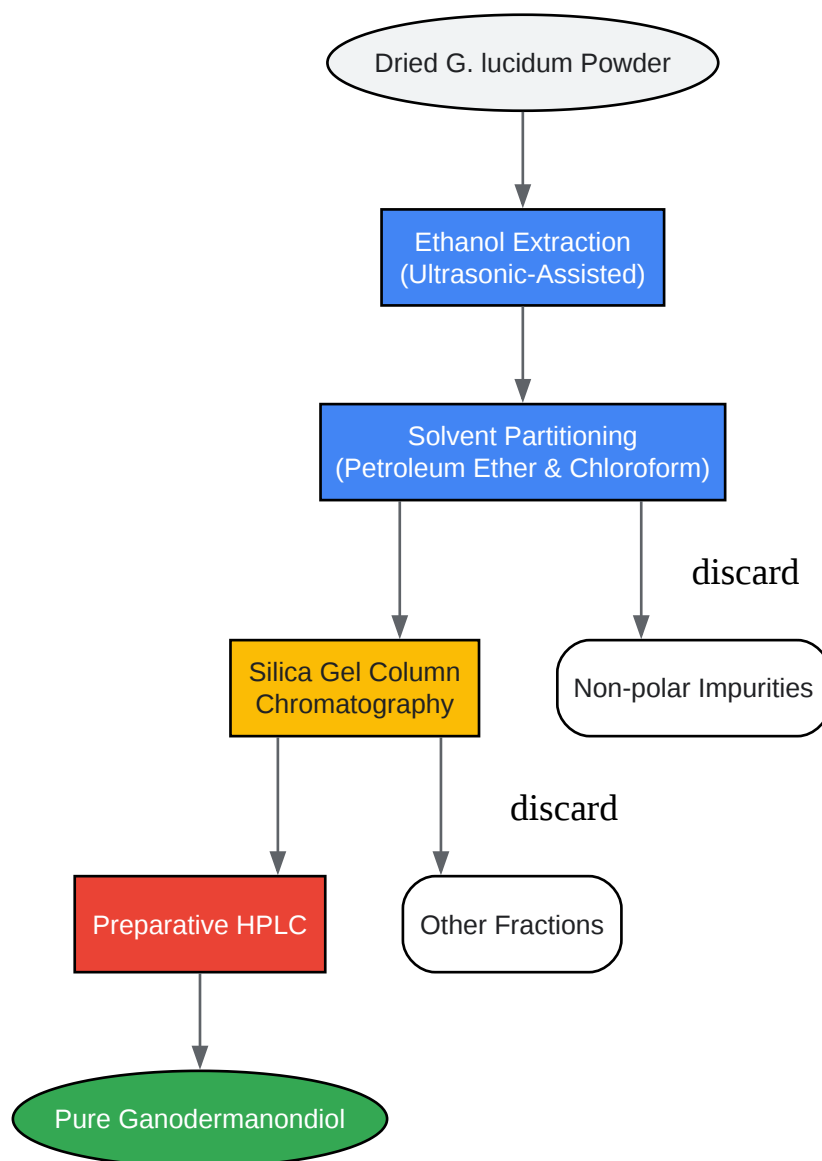 Dried G. lucidum Powder
Ethanol Extraction
(Ultrasonic-Assisted)
Solvent Partitioning
(Petroleum Ether & Chloroform)
discard
Silica Gel Column
Chromatography
Non-polar Impurities
discard
Preparative HPLC
Other Fractions
Pure Ganodermanondiol